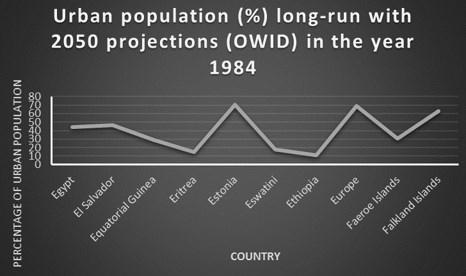 Urban population (%) long-run with
2050 projections (OWID) in the year
1984
PERCENTAGE OF URBAN POPULATION
80
70
60
50
40
30
20
10
0
Egypt
El Salvador
Equatorial Guinea
Eritrea
Estonia
Eswatini
Ethiopia
Europe
Faeroe Islands
Falkland Islands
COUNTRY